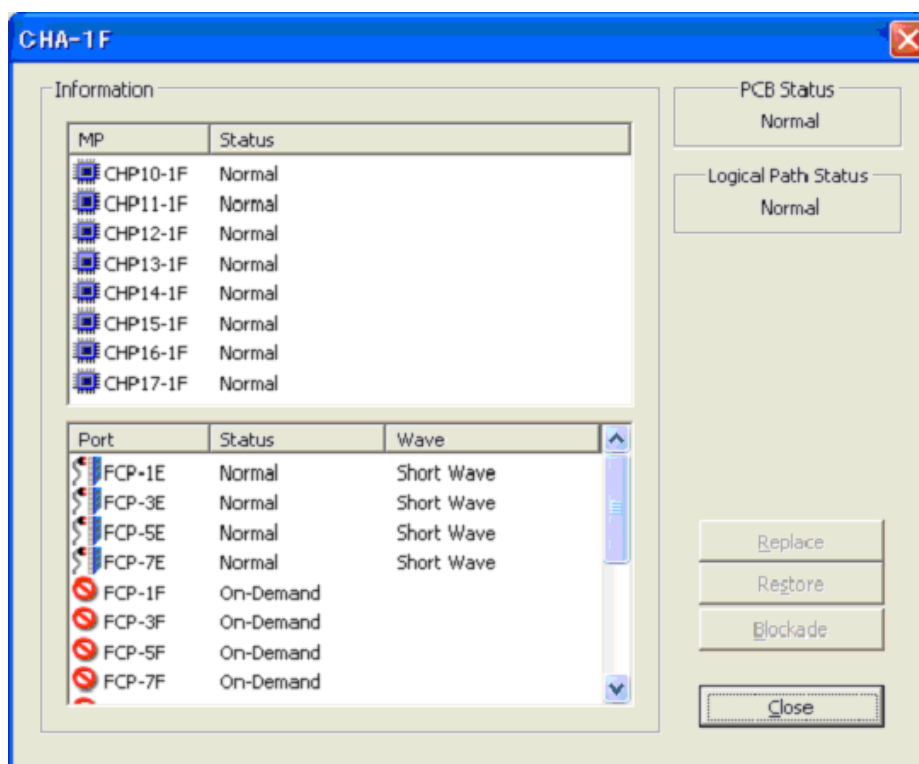 CHA-1F
Information
MP Status
CHP10-1F Normal
CHP11-1F Normal
CHP12-1F Normal
CHP13-1F Normal
CHP14-1F Normal
CHP15-1F Normal
CHP16-1F Normal
CHP17-1F Normal
Port Status Wave
FCP-1E Normal Short Wave
FCP-3E Normal Short Wave
FCP-5E Normal Short Wave
FCP-7E Normal Short Wave
FCP-1F On-Demand
FCP-3F On-Demand
FCP-5F On-Demand
FCP-7F On-Demand
PCB Status
Normal
Logical Path Status
Normal
Replace
Restore
Blockade
Close